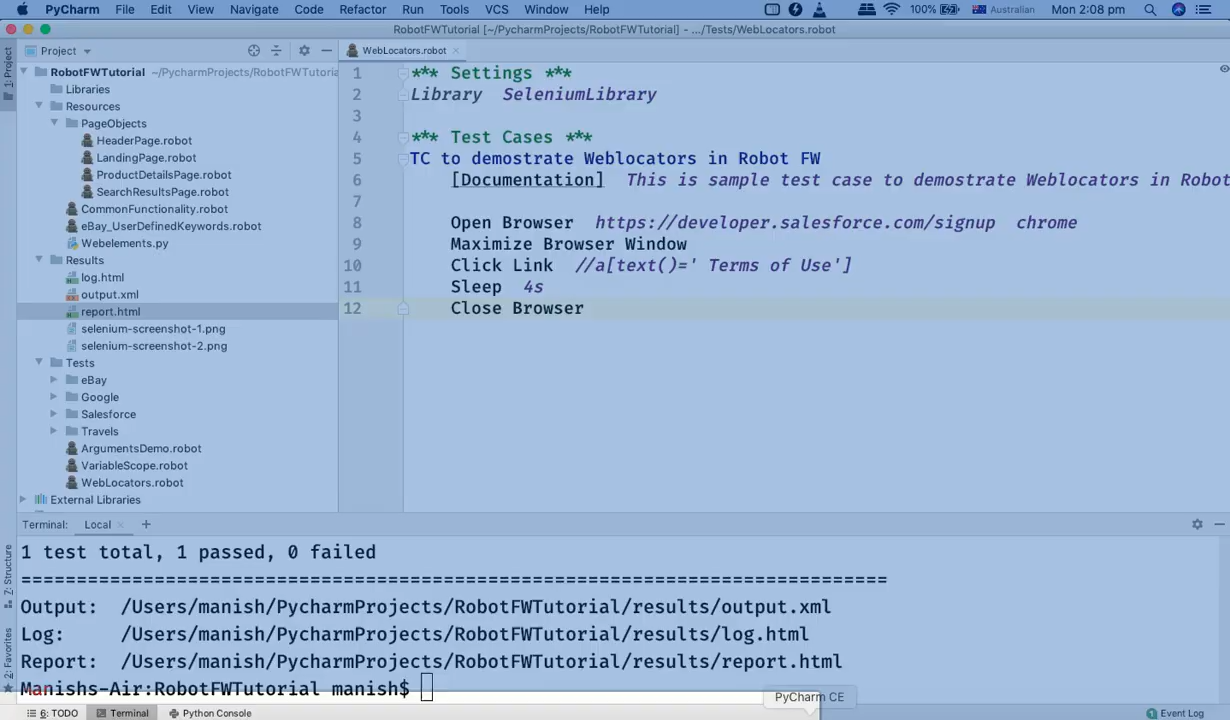 PyCharm File Edit View Navigate Code Refactor Run Tools VCS Window Help 100% Australian Mon 2:08 pm
RobotFWTutorial [~/PycharmProjects/RobotFWTutorial] - .../Tests/WebLocators.robot
Project
WebLocators.robot
1: Project
RobotFWTutorial ~/PycharmProjects/RobotFWTutoria
Libraries
Resources
PageObjects
HeaderPage.robot
LandingPage.robot
ProductDetailsPage.robot
SearchResultsPage.robot
CommonFunctionality.robot
eBay_UserDefinedKeywords.robot
Webelements.py
Results
log.html
output.xml
report.html
selenium-screenshot-1.png
selenium-screenshot-2.png
Tests
eBay
Google
Salesforce
Travels
ArgumentsDemo.robot
VariableScope.robot
WebLocators.robot
External Libraries
1 *** Settings ***
2 Library SeleniumLibrary
3
4 *** Test Cases ***
5 TC to demostrate Weblocators in Robot FW
6 [Documentation] This is sample test case to demostrate Weblocators in Robot
7
8 Open Browser https://developer.salesforce.com/signup chrome
9 Maximize Browser Window
10 Click Link //a[text()=' Terms of Use']
11 Sleep 4s
12 Close Browser
Terminal: Local
1 test total, 1 passed, 0 failed
==============================================================================
Output: /Users/manish/PycharmProjects/RobotFWTutorial/results/output.xml
Log: /Users/manish/PycharmProjects/RobotFWTutorial/results/log.html
Report: /Users/manish/PycharmProjects/RobotFWTutorial/results/report.html
Manishs-Air:RobotFWTutorial manish$
7: Structure
2: Favorites
PyCharm CE
6: TODO Terminal Python Console Event Log